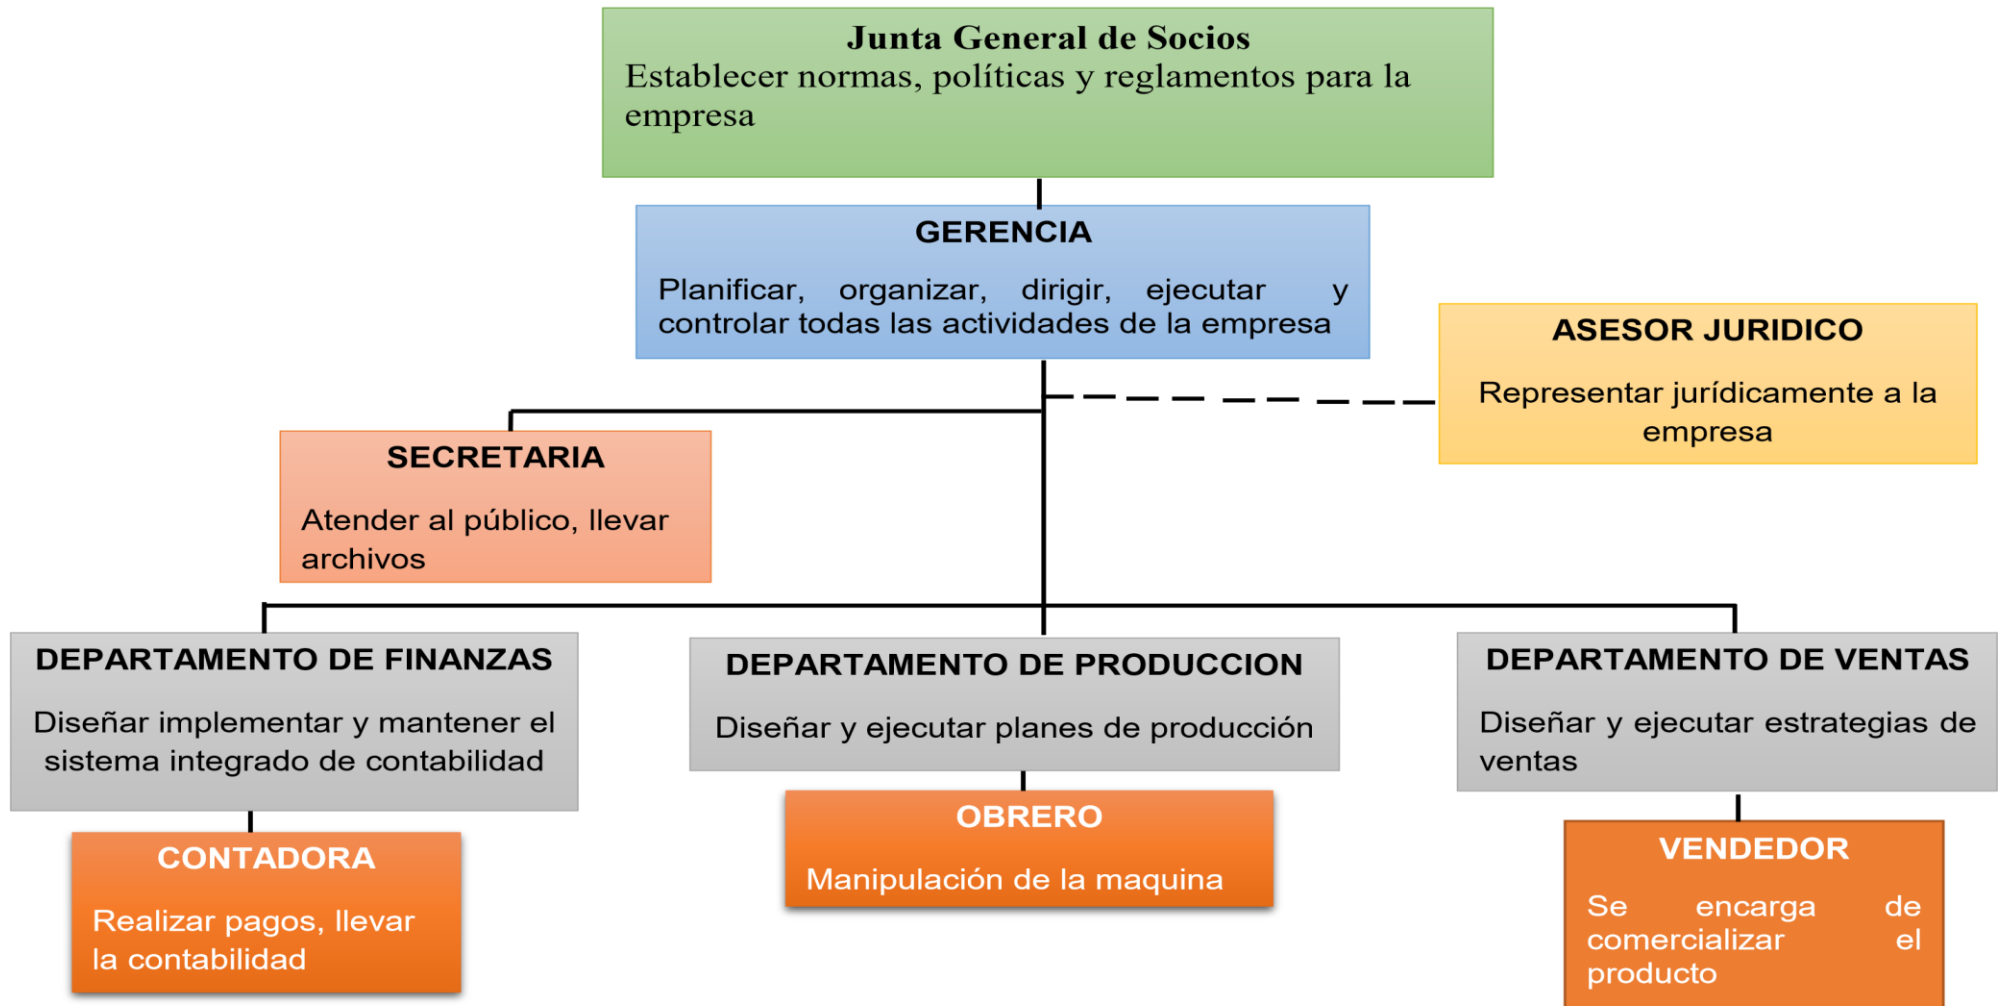 Junta General de Socios
Establecer normas, políticas y reglamentos para la
empresa
GERENCIA
Planificar, organizar, dirigir, ejecutar y
controlar todas las actividades de la empresa
ASESOR JURIDICO
Representar jurídicamente a la
empresa
SECRETARIA
Atender al público, llevar
archivos
DEPARTAMENTO DE FINANZAS
Diseñar implementar y mantener el
sistema integrado de contabilidad
DEPARTAMENTO DE PRODUCCION
Diseñar y ejecutar planes de producción
DEPARTAMENTO DE VENTAS
Diseñar y ejecutar estrategias de
ventas
CONTADORA
Realizar pagos, llevar
la contabilidad
OBRERO
Manipulación de la maquina
VENDEDOR
Se encarga de
comercializar el
producto